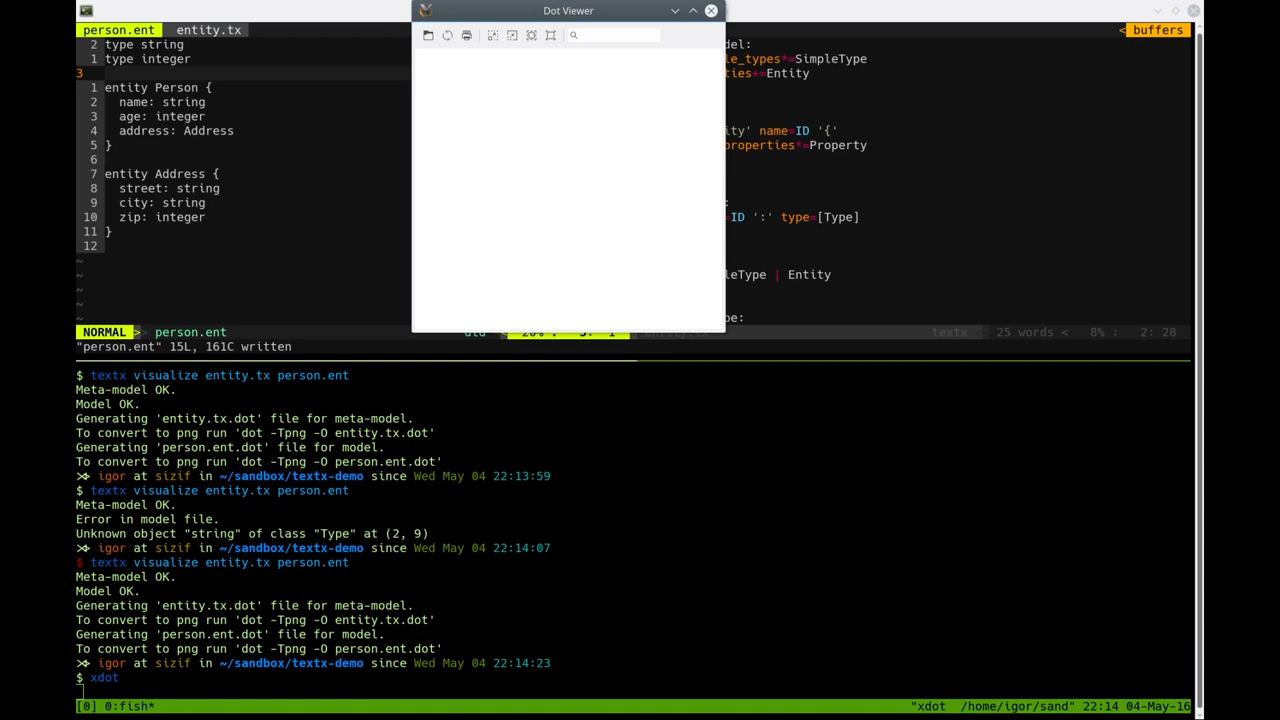 Dot Viewer
person.ent entity.tx
< buffers
2 type string
1 type integer
3
1 entity Person {
2 name: string
3 age: integer
4 address: Address
5 }
6
7 entity Address {
8 street: string
9 city: string
10 zip: integer
11 }
12
~
~
~
~
~
del:
le_types*=SimpleType
ties+=Entity
ity' name=ID '{'
properties*=Property
:
=ID ':' type=[Type]
leType | Entity
pe:
NORMAL >> person.ent
textx < 25 words < 8% : 2: 28
"person.ent" 15L, 161C written
$ textx visualize entity.tx person.ent
Meta-model OK.
Model OK.
Generating 'entity.tx.dot' file for meta-model.
To convert to png run 'dot -Tpng -O entity.tx.dot'
Generating 'person.ent.dot' file for model.
To convert to png run 'dot -Tpng -O person.ent.dot'
igor at sizif in ~/sandbox/textx-demo since Wed May 04 22:13:59
$ textx visualize entity.tx person.ent
Meta-model OK.
Error in model file.
Unknown object "string" of class "Type" at (2, 9)
igor at sizif in ~/sandbox/textx-demo since Wed May 04 22:14:07
$ textx visualize entity.tx person.ent
Meta-model OK.
Model OK.
Generating 'entity.tx.dot' file for meta-model.
To convert to png run 'dot -Tpng -O entity.tx.dot'
Generating 'person.ent.dot' file for model.
To convert to png run 'dot -Tpng -O person.ent.dot'
igor at sizif in ~/sandbox/textx-demo since Wed May 04 22:14:23
$ xdot
[0] 0:fish* "xdot /home/igor/sand" 22:14 04-May-16